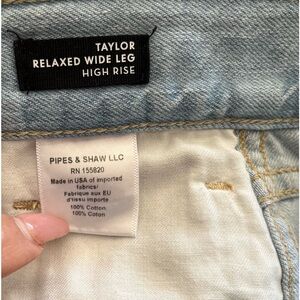 TAYLOR
RELAXED WIDE LEG
HIGH RISE
PIPES & SHAW LLC
RN 155820
Made in USA of imported
fabrics/
Fabrique aux EU
d'tissu importe
100% Cotton
100% Coton